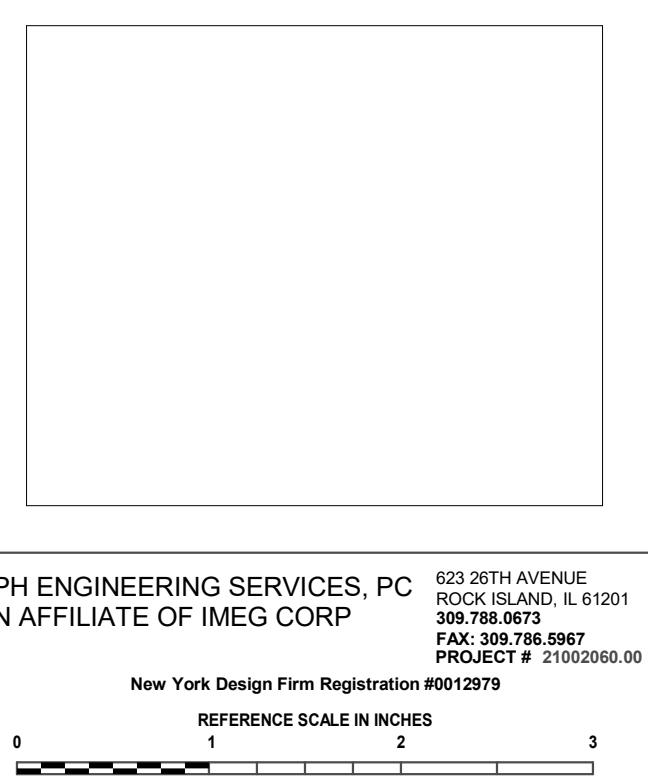 PH ENGINEERING SERVICES, PC
N AFFILIATE OF IMEG CORP
623 26TH AVENUE
ROCK ISLAND, IL 61201
309.788.0673
FAX: 309.786.5967
PROJECT # 21002060.00
New York Design Firm Registration #0012979
REFERENCE SCALE IN INCHES
0 1 2 3